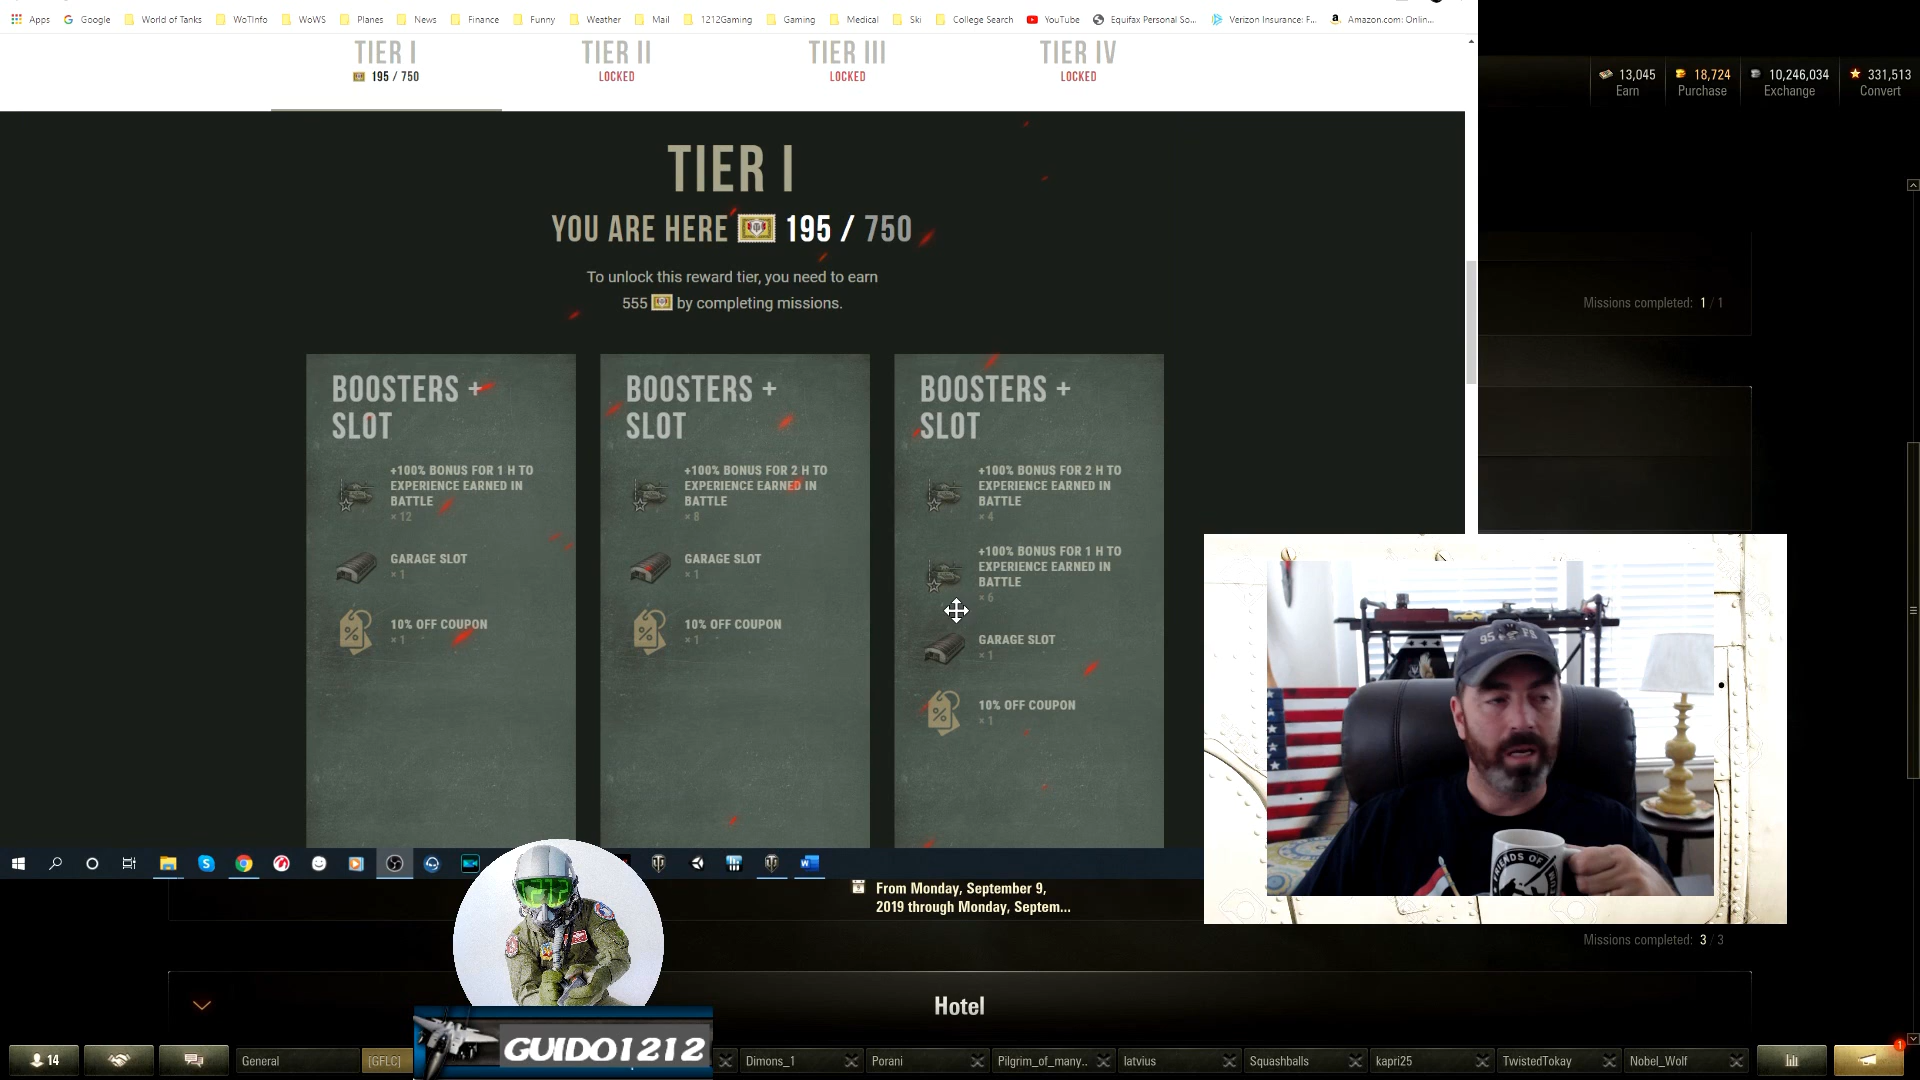 Apps Google World of Tanks WoTInfo WoWS Planes News Finance Funny Weather Mail 1212Gaming Gaming Medical Ski College Search YouTube Equifax Personal So... Verizon Insurance: F... Amazon.com: Onlin...
TIER I TIER II TIER III TIER IV
195 / 750 LOCKED LOCKED LOCKED
13,045 18,724 10,246,034 331,513
Earn Purchase Exchange Convert
TIER I
YOU ARE HERE 195 / 750
To unlock this reward tier, you need to earn
555 by completing missions.
Missions completed: 1 / 1
BOOSTERS +
SLOT
+100% BONUS FOR 1 H TO
EXPERIENCE EARNED IN
BATTLE
× 12
GARAGE SLOT
× 1
10% OFF COUPON
× 1
BOOSTERS +
SLOT
+100% BONUS FOR 2 H TO
EXPERIENCE EARNED IN
BATTLE
× 8
GARAGE SLOT
× 1
10% OFF COUPON
× 1
BOOSTERS +
SLOT
+100% BONUS FOR 2 H TO
EXPERIENCE EARNED IN
BATTLE
× 4
+100% BONUS FOR 1 H TO
EXPERIENCE EARNED IN
BATTLE
× 6
GARAGE SLOT
× 1
10% OFF COUPON
× 1
95 FS
FRIENDS OF
From Monday, September 9,
2019 through Monday, Septem...
Missions completed: 3 / 3
Hotel
GUIDO1212
14 General [GFLC] Dimons_1 Porani Pilgrim_of_many... latvius Squashballs kapri25 TwistedTokay Nobel_Wolf 1